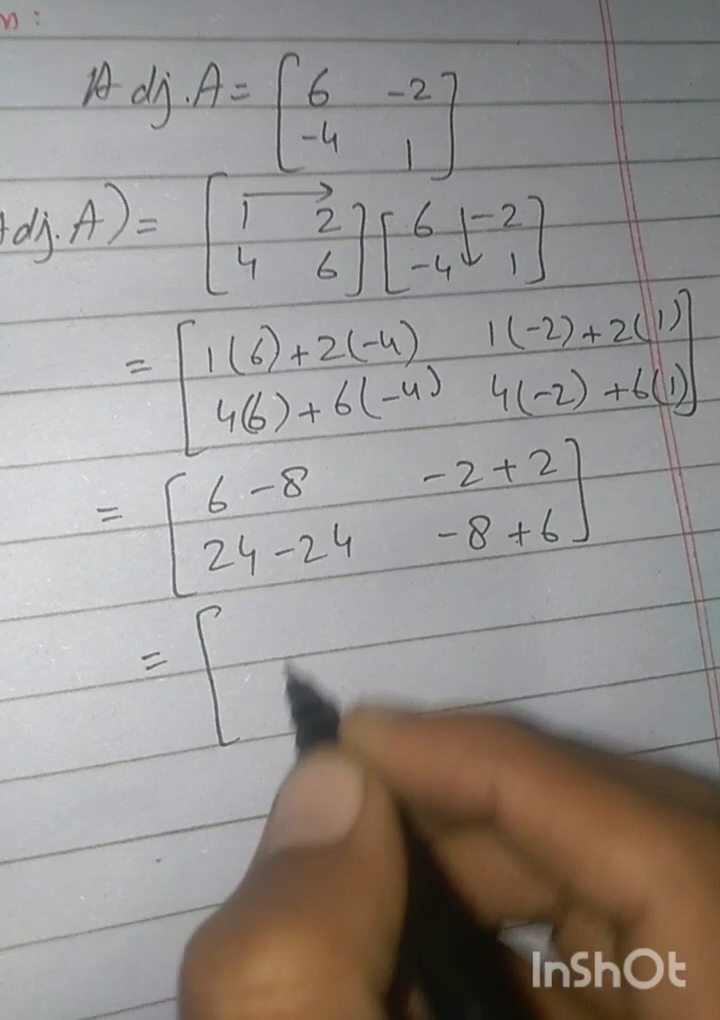 n:
Adj.A = [6 -2
-4 1]
Adj.A) = [1 2
4 6] [6 -2
-4 1]
= [1(6)+2(-4) 1(-2)+2(1)
4(6)+6(-4) 4(-2)+6(1)]
= [6-8 -2+2
24-24 -8+6]
= [
InShOt